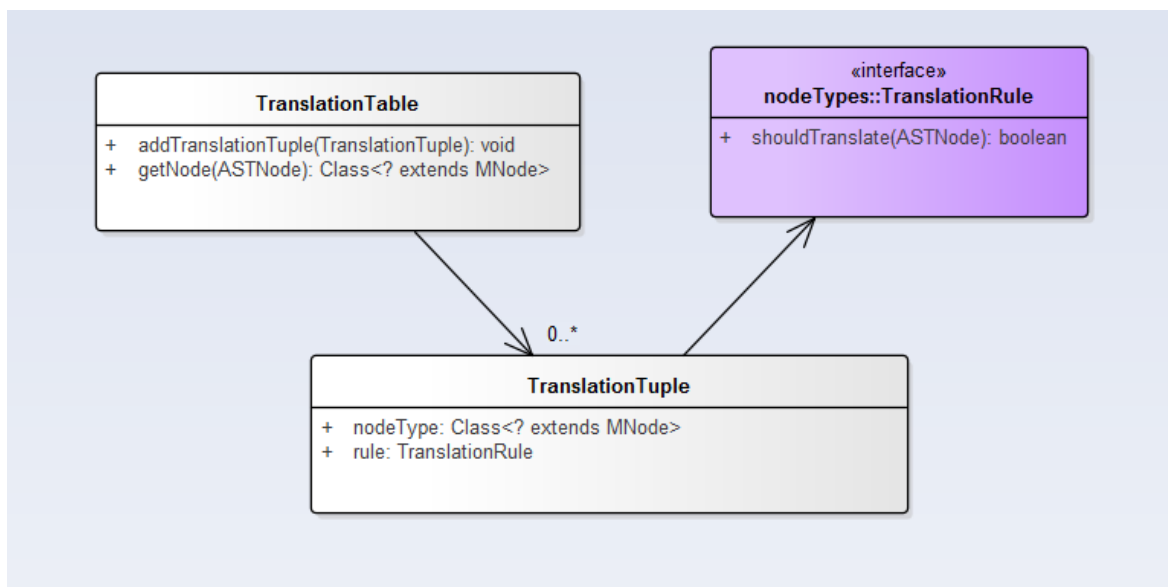 TranslationTable
+ addTranslationTuple(TranslationTuple): void
+ getNode(ASTNode): Class<? extends MNode>
«interface»
nodeTypes::TranslationRule
+ shouldTranslate(ASTNode): boolean
0..*
TranslationTuple
+ nodeType: Class<? extends MNode>
+ rule: TranslationRule